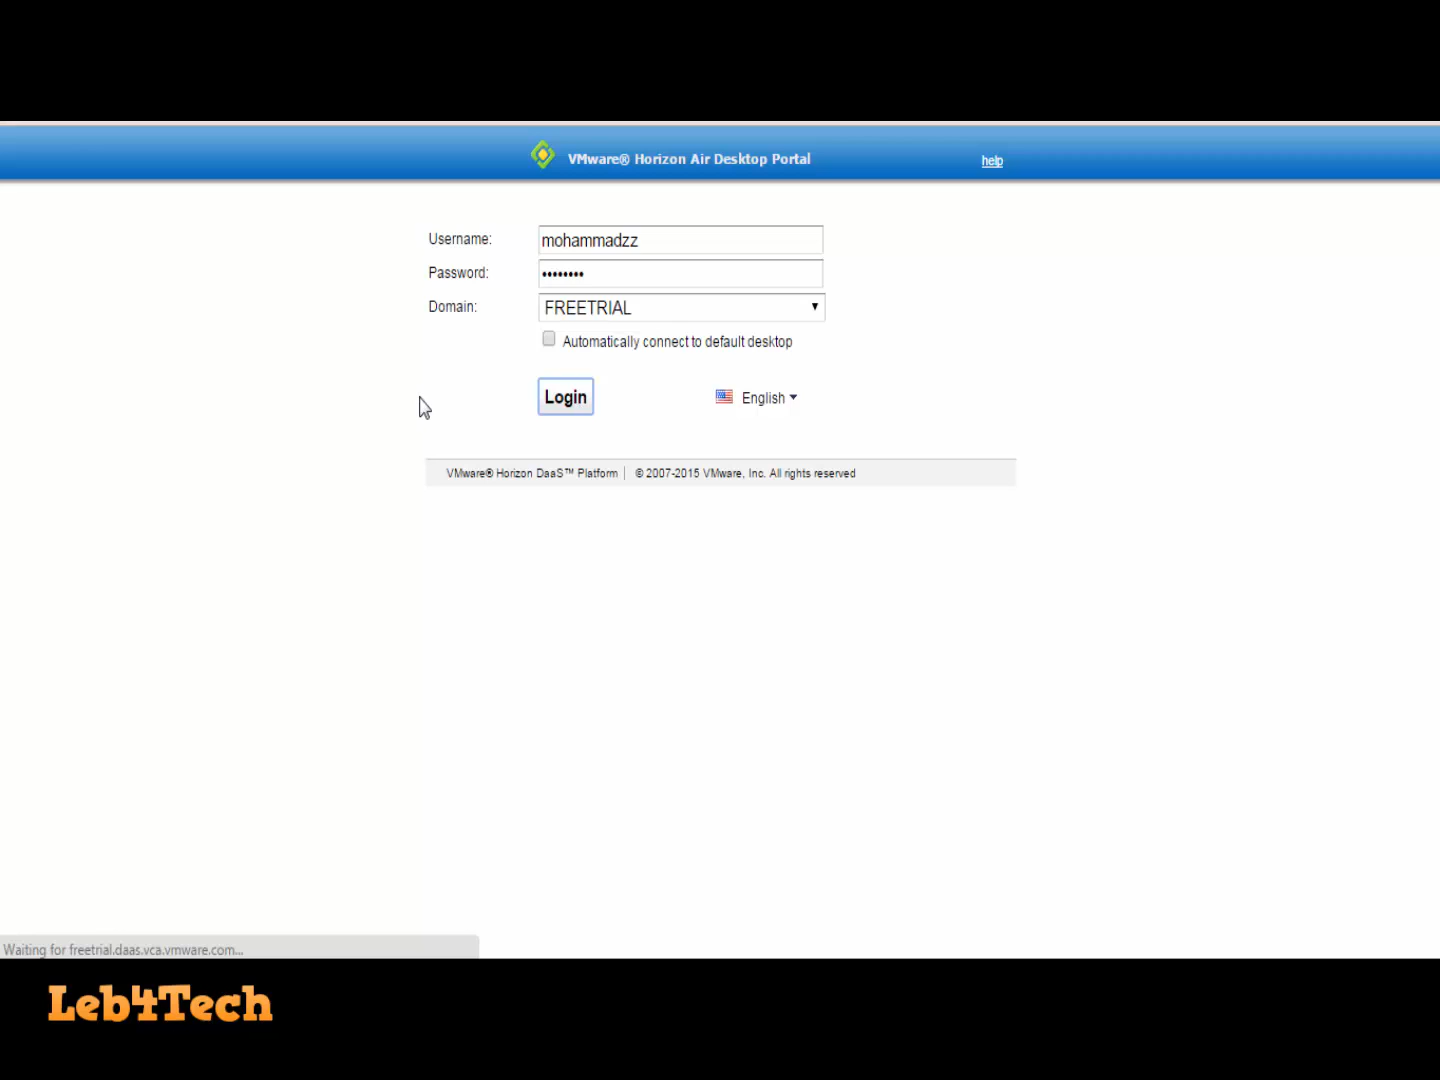 VMware® Horizon Air Desktop Portal
help
Username: mohammadzz
Password: ••••••••
Domain: FREETRIAL
Automatically connect to default desktop
Login
English
VMware® Horizon DaaS™ Platform | © 2007-2015 VMware, Inc. All rights reserved
Waiting for freetrial.daas.vca.vmware.com...
Leb4Tech